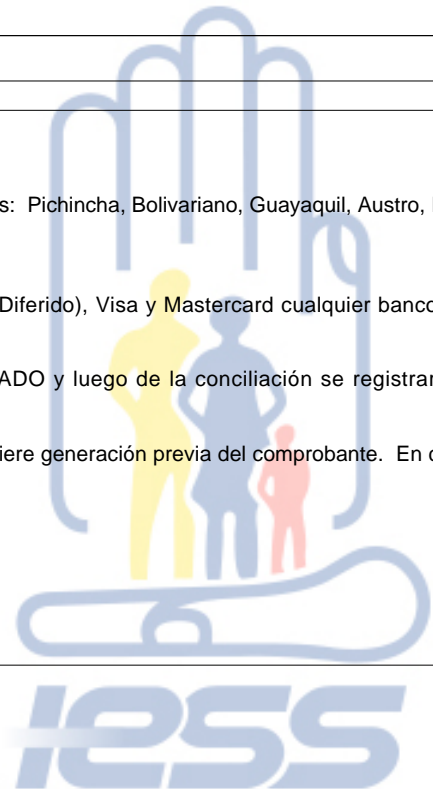 s: Pichincha, Bolivariano, Guayaquil, Austro,
Diferido), Visa y Mastercard cualquier banco
ADO y luego de la conciliación se registrar
iere generación previa del comprobante. En
IESS